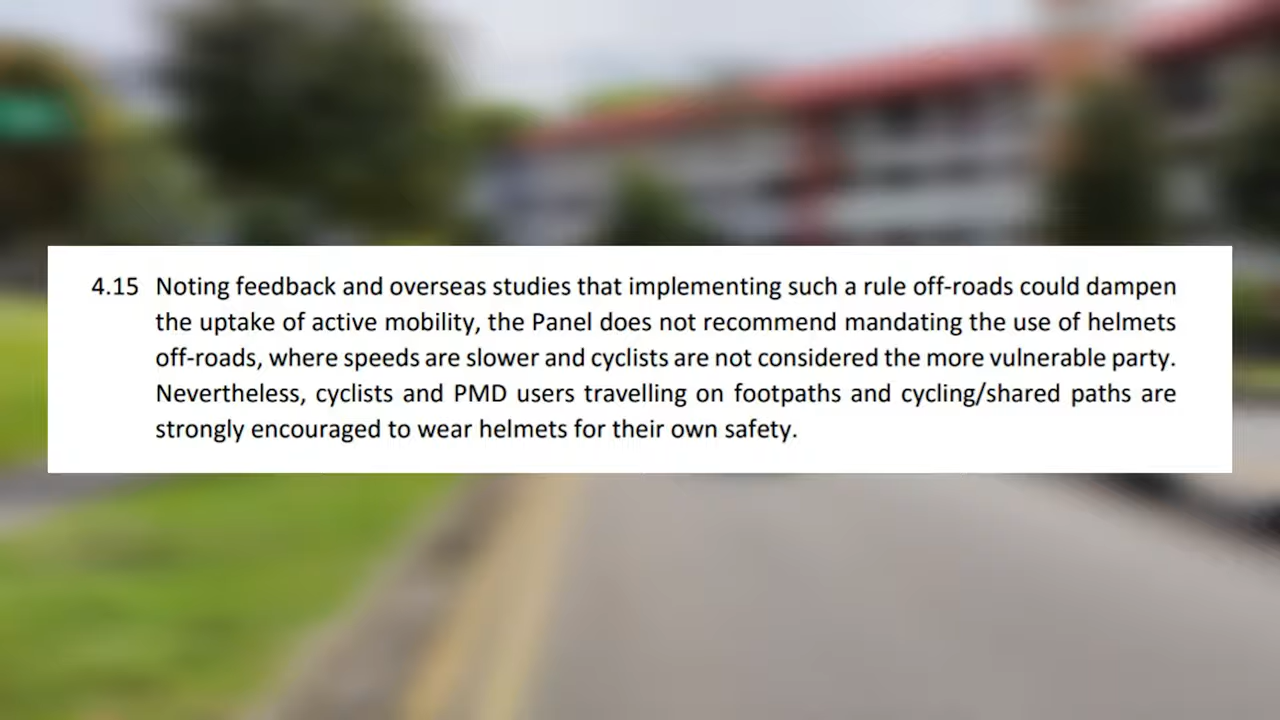 4.15 Noting feedback and overseas studies that implementing such a rule off-roads could dampen
the uptake of active mobility, the Panel does not recommend mandating the use of helmets
off-roads, where speeds are slower and cyclists are not considered the more vulnerable party.
Nevertheless, cyclists and PMD users travelling on footpaths and cycling/shared paths are
strongly encouraged to wear helmets for their own safety.